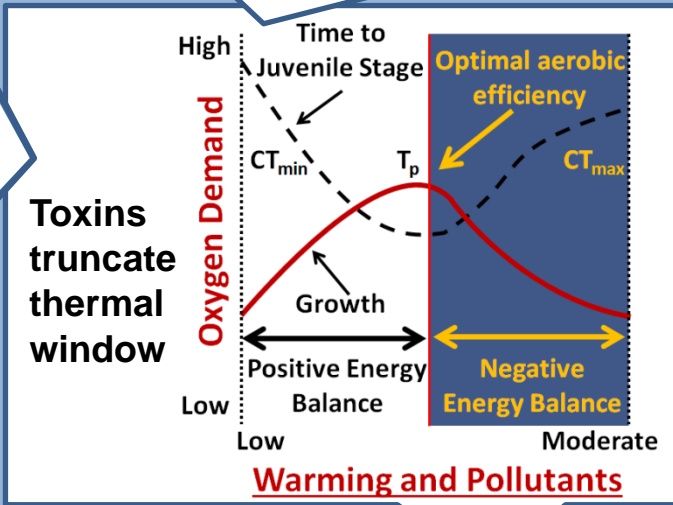 Toxins
truncate
thermal
window
Oxygen Demand
High
Low
Time to
Juvenile Stage
Optimal aerobic
efficiency
CTmin
Tp
CTmax
Growth
Positive Energy
Balance
Negative
Energy Balance
Low
Moderate
Warming and Pollutants